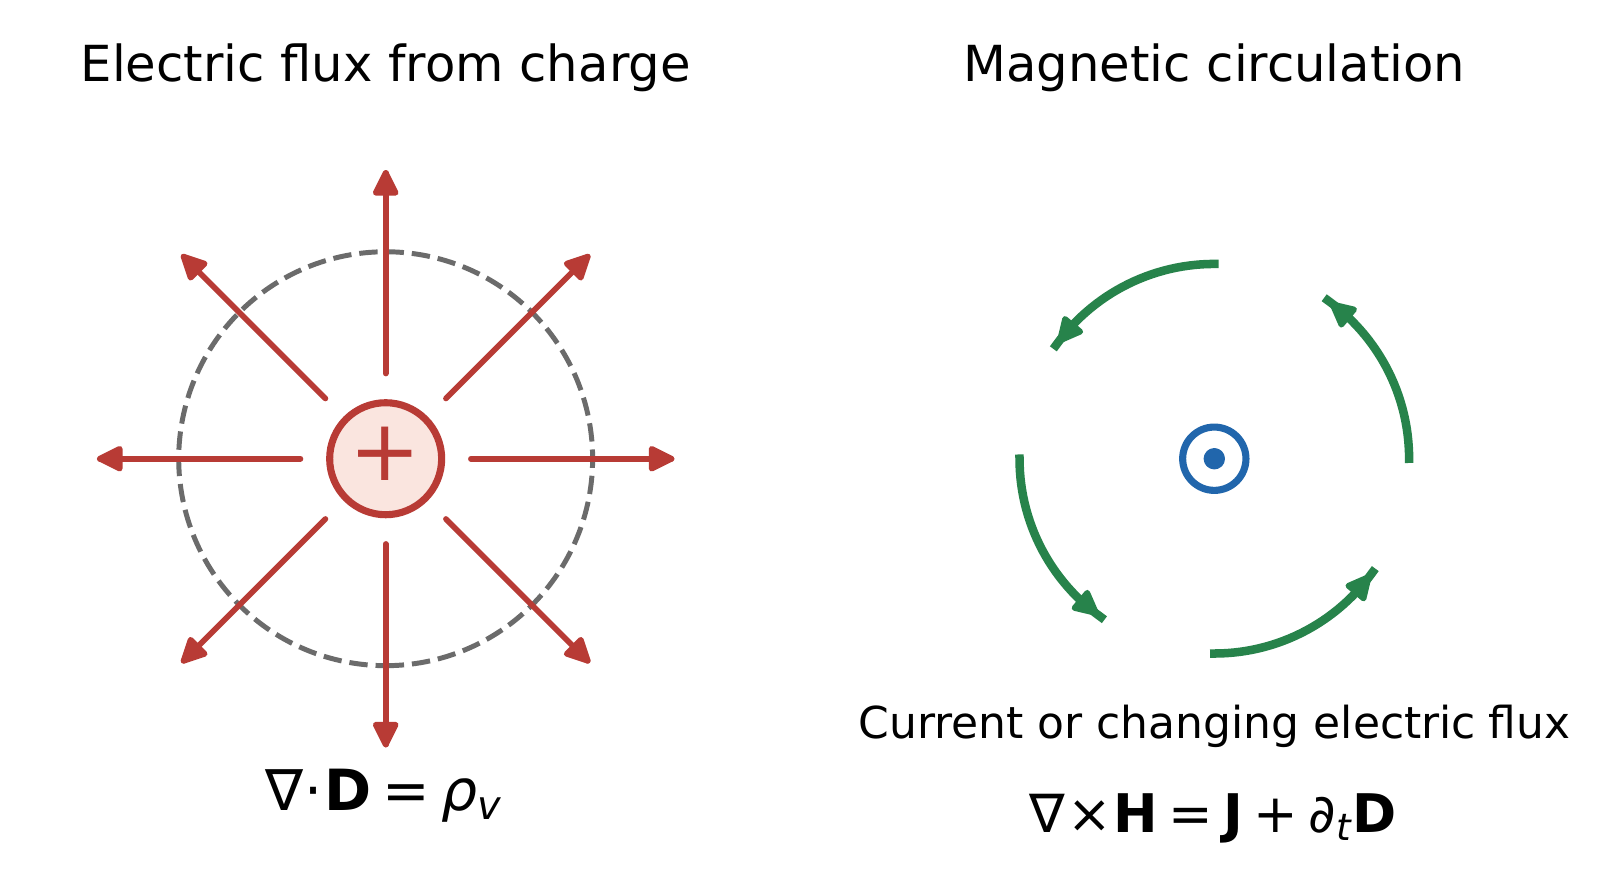 Electric flux from charge
Magnetic circulation
+
Current or changing electric flux
∇·D = ρᵥ
∇×H = J + ∂ₜD